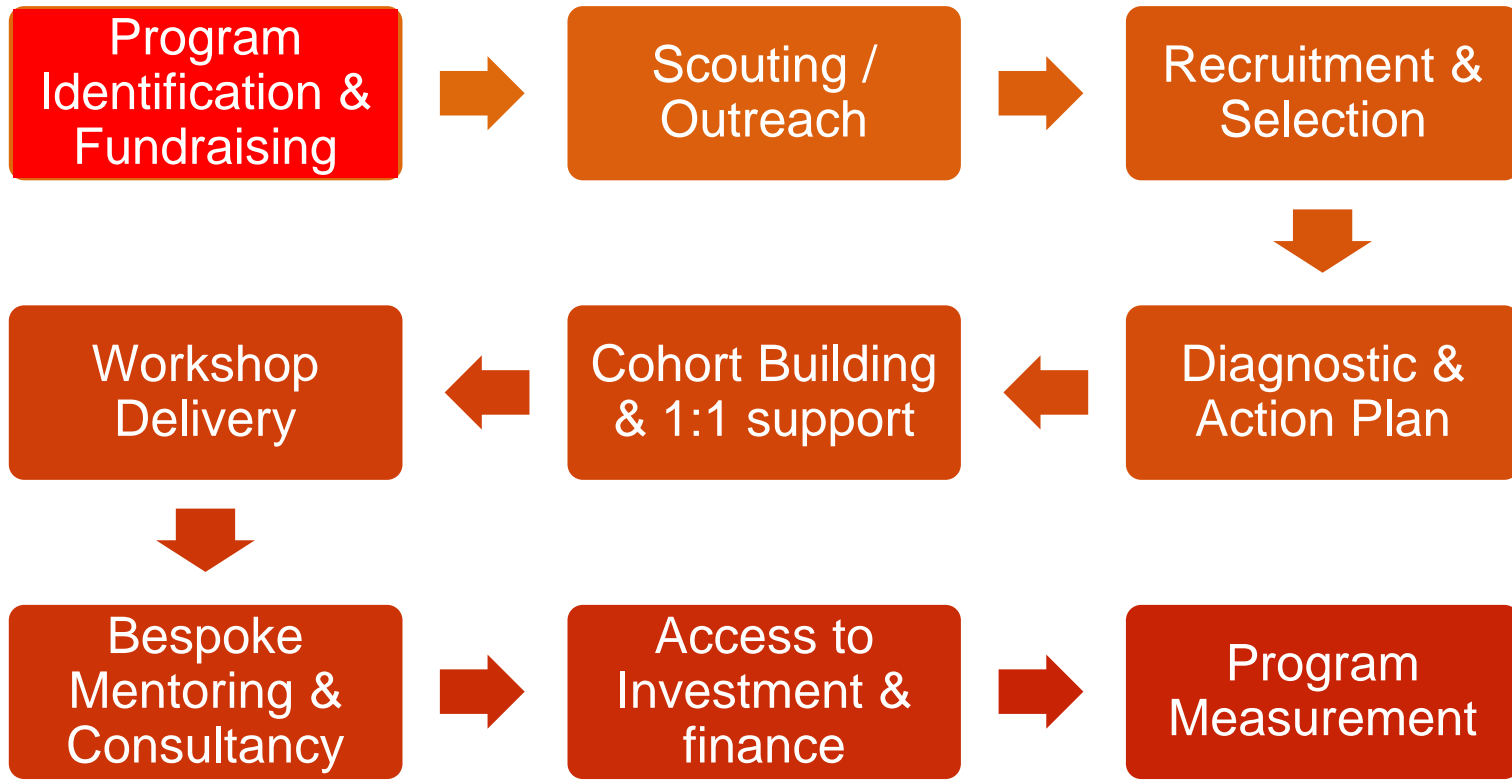 Program
Identification &
Fundraising
Scouting /
Outreach
Recruitment &
Selection
Diagnostic &
Action Plan
Cohort Building
& 1:1 support
Workshop
Delivery
Bespoke
Mentoring &
Consultancy
Access to
Investment &
finance
Program
Measurement